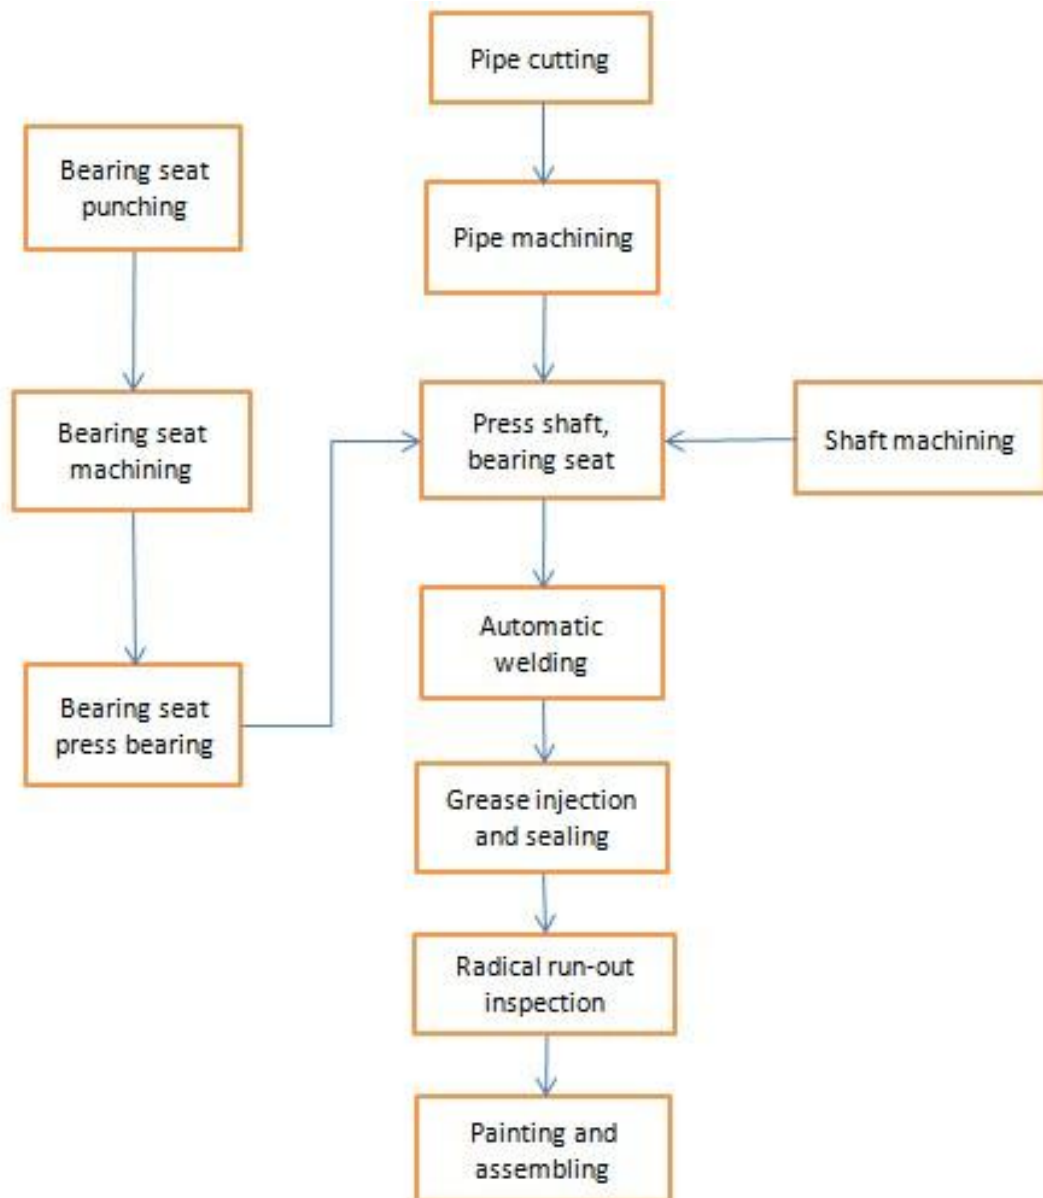 Pipe cutting
Bearing seat
punching
Pipe machining
Bearing seat
machining
Press shaft,
bearing seat
Shaft machining
Automatic
welding
Bearing seat
press bearing
Grease injection
and sealing
Radical run-out
inspection
Painting and
assembling